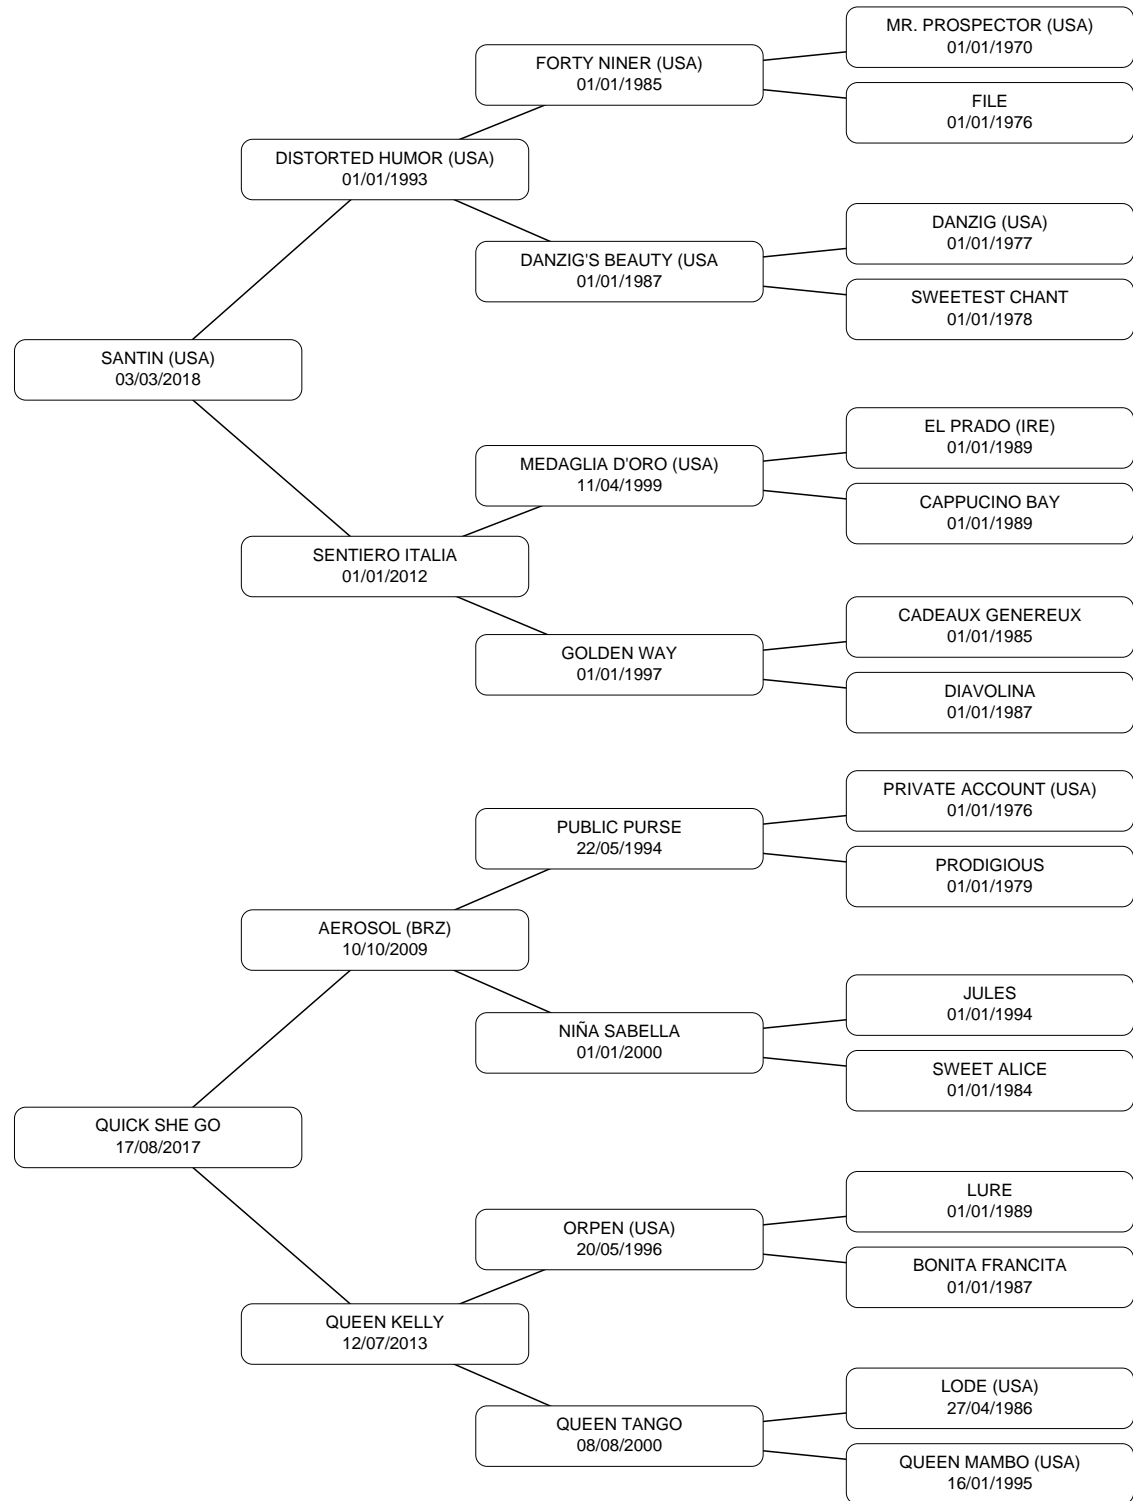 MR. PROSPECTOR (USA)
01/01/1970
FORTY NINER (USA)
01/01/1985
FILE
01/01/1976
DISTORTED HUMOR (USA)
01/01/1993
DANZIG (USA)
01/01/1977
DANZIG'S BEAUTY (USA
01/01/1987
SWEETEST CHANT
01/01/1978
SANTIN (USA)
03/03/2018
EL PRADO (IRE)
01/01/1989
MEDAGLIA D'ORO (USA)
11/04/1999
CAPPUCINO BAY
01/01/1989
SENTIERO ITALIA
01/01/2012
CADEAUX GENEREUX
01/01/1985
GOLDEN WAY
01/01/1997
DIAVOLINA
01/01/1987
PRIVATE ACCOUNT (USA)
01/01/1976
PUBLIC PURSE
22/05/1994
PRODIGIOUS
01/01/1979
AEROSOL (BRZ)
10/10/2009
JULES
01/01/1994
NIÑA SABELLA
01/01/2000
SWEET ALICE
01/01/1984
QUICK SHE GO
17/08/2017
LURE
01/01/1989
ORPEN (USA)
20/05/1996
BONITA FRANCITA
01/01/1987
QUEEN KELLY
12/07/2013
LODE (USA)
27/04/1986
QUEEN TANGO
08/08/2000
QUEEN MAMBO (USA)
16/01/1995